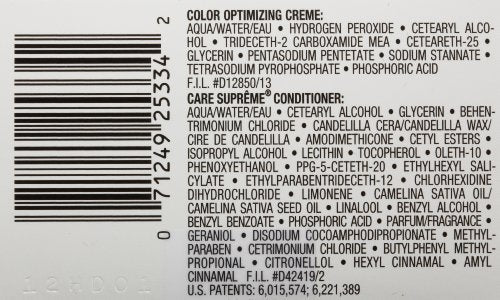 COLOR OPTIMIZING CREME:
AQUA/WATER/EAU • HYDROGEN PEROXIDE • CETEARYL ALCO-
HOL • TRIDECETH-2 CARBOXAMIDE MEA • CETEARETH-25 •
GLYCERIN • PENTASODIUM PENTETATE • SODIUM STANNATE •
TETRASODIUM PYROPHOSPHATE • PHOSPHORIC ACID
F.I.L. #D12850/13
CARE SUPRÊME® CONDITIONER:
AQUA/WATER/EAU • CETEARYL ALCOHOL • GLYCERIN • BEHEN-
TRIMONIUM CHLORIDE • CANDELILLA CERA/CANDELILLA WAX/
CIRE DE CANDELILLA • AMODIMETHICONE • CETYL ESTERS •
ISOPROPYL ALCOHOL • LECITHIN • TOCOPHEROL • OLETH-10 •
PHENOXYETHANOL • PPG-5-CETETH-20 • ETHYLHEXYL SALI-
CYLATE • ETHYLPARABENTRIDECETH-12 • CHLORHEXIDINE
DIHYDROCHLORIDE • LIMONENE • CAMELINA SATIVA OIL/
CAMELINA SATIVA SEED OIL • LINALOOL • BENZYL ALCOHOL •
BENZYL BENZOATE • PHOSPHORIC ACID • PARFUM/FRAGRANCE •
GERANIOL • DISODIUM COCOAMPHODIPROPIONATE • METHYL-
PARABEN • CETRIMONIUM CHLORIDE • BUTYLPHENYL METHYL-
PROPIONAL • CITRONELLOL • HEXYL CINNAMAL • AMYL
CINNAMAL F.I.L. #D42419/2
U.S. PATENTS: 6,015,574; 6,221,389
0 71249 25334 2